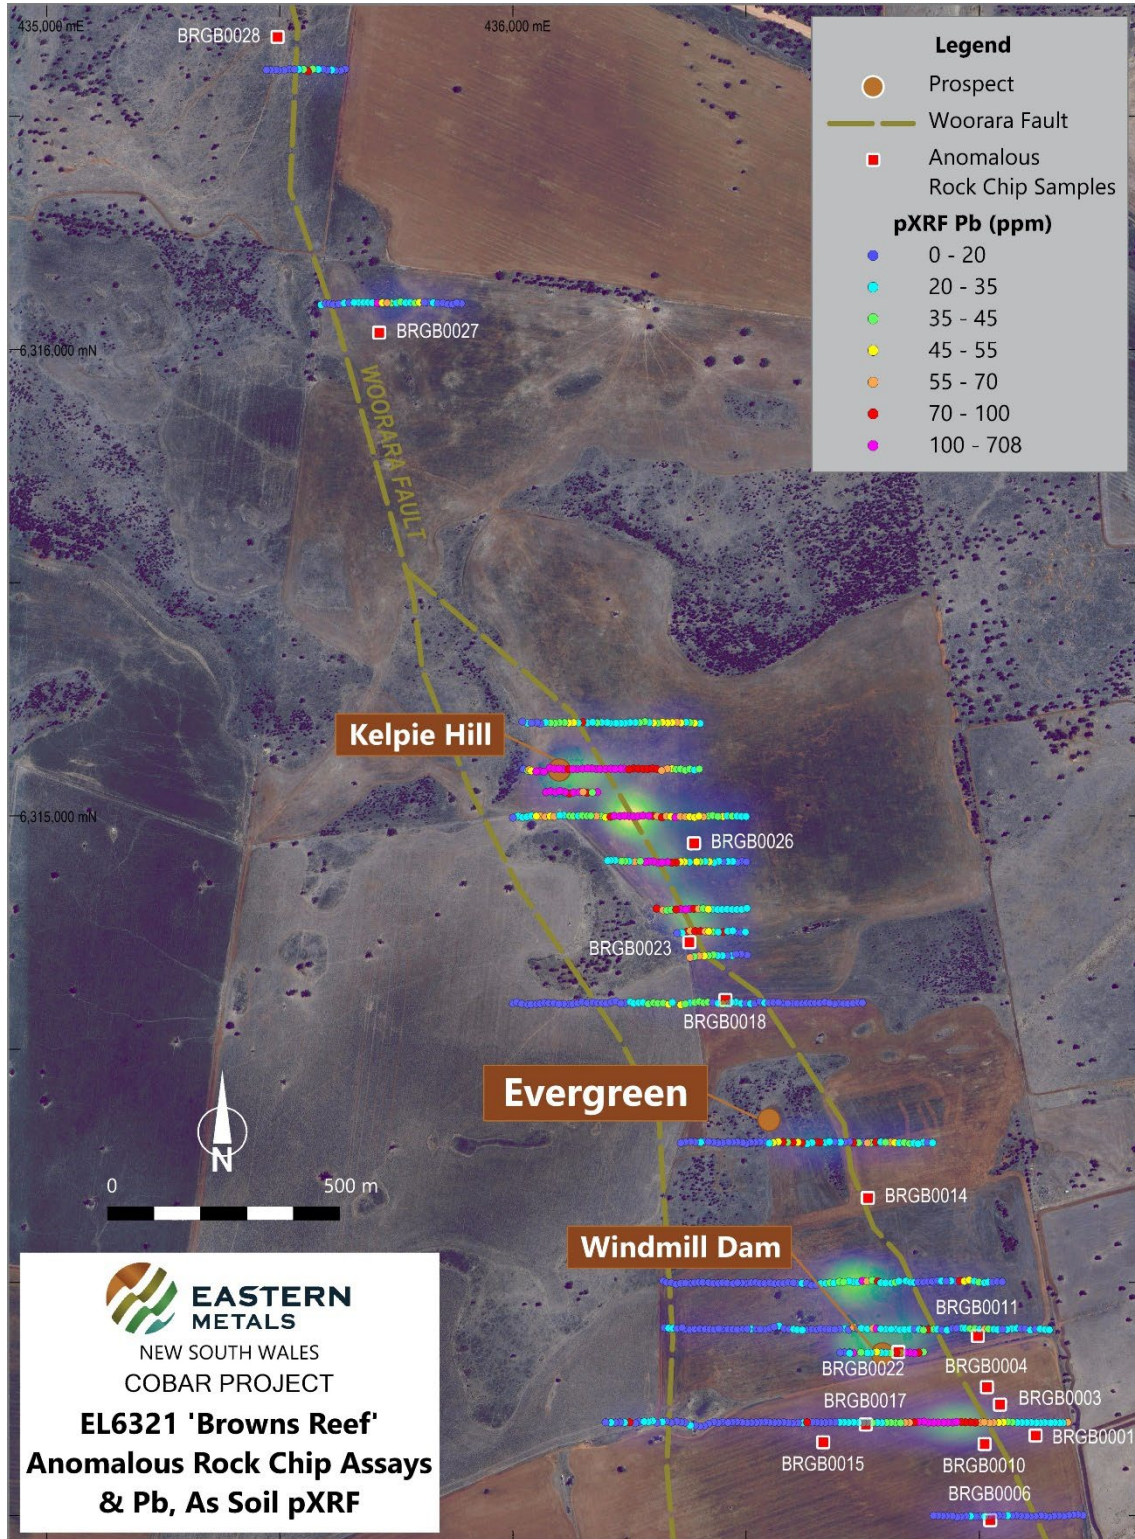 435,000 mE
436,000 mE
BRGB0028
Legend
Prospect
Woorara Fault
Anomalous
Rock Chip Samples
pXRF Pb (ppm)
0 - 20
20 - 35
35 - 45
45 - 55
55 - 70
70 - 100
100 - 708
BRGB0027
6,316,000 mN
WOORARA FAULT
Kelpie Hill
6,315,000 mN
BRGB0026
BRGB0023
BRGB0018
Evergreen
N
0 500 m
BRGB0014
Windmill Dam
BRGB0011
BRGB0022
BRGB0004
BRGB0003
BRGB0017
BRGB0001
BRGB0015
BRGB0010
BRGB0006
EASTERN
METALS
NEW SOUTH WALES
COBAR PROJECT
EL6321 'Browns Reef'
Anomalous Rock Chip Assays
& Pb, As Soil pXRF